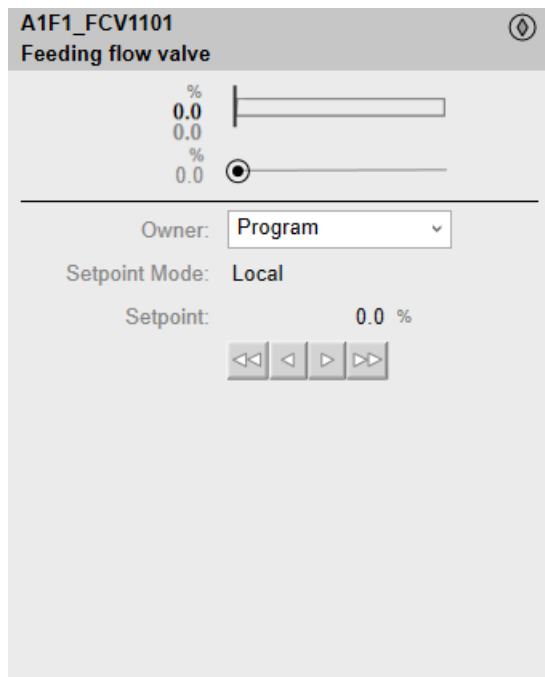 A1F1_FCV1101
Feeding flow valve
%
0.0
0.0
%
0.0
Owner: Program
Setpoint Mode: Local
Setpoint: 0.0 %